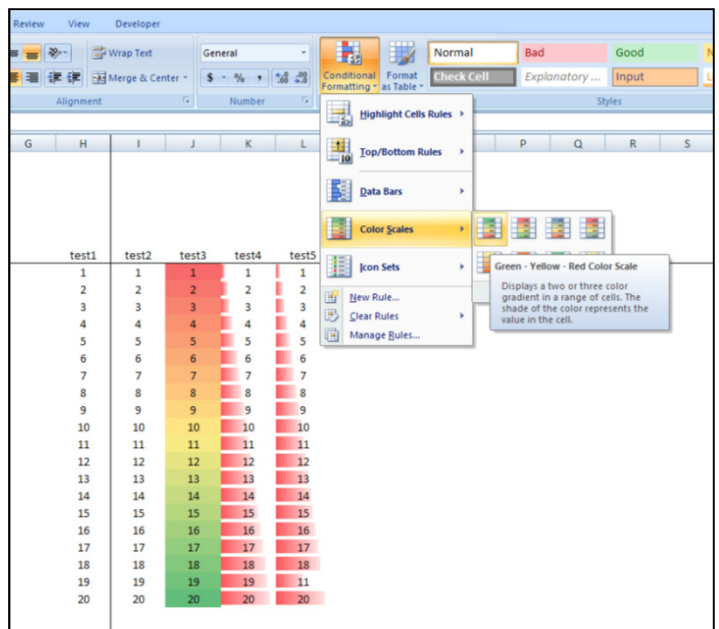 Review View Developer
Wrap Text General Normal Bad Good N
Merge & Center $ % , .0 .00 .00 .0 Conditional Formatting Format as Table Check Cell Explanatory ... Input
Alignment Number Styles
G H I J K L P Q R S
Highlight Cells Rules
Top/Bottom Rules
Data Bars
Color Scales
Icon Sets
New Rule...
Clear Rules
Manage Rules...
Green - Yellow - Red Color Scale
Displays a two or three color
gradient in a range of cells. The
shade of the color represents the
value in the cell.
test1 test2 test3 test4 test5
1 1 1 1 1
2 2 2 2 2
3 3 3 3 3
4 4 4 4 4
5 5 5 5 5
6 6 6 6 6
7 7 7 7 7
8 8 8 8 8
9 9 9 9 9
10 10 10 10 10
11 11 11 11 11
12 12 12 12 12
13 13 13 13 13
14 14 14 14 14
15 15 15 15 15
16 16 16 16 16
17 17 17 17 17
18 18 18 18 18
19 19 19 19 11
20 20 20 20 20